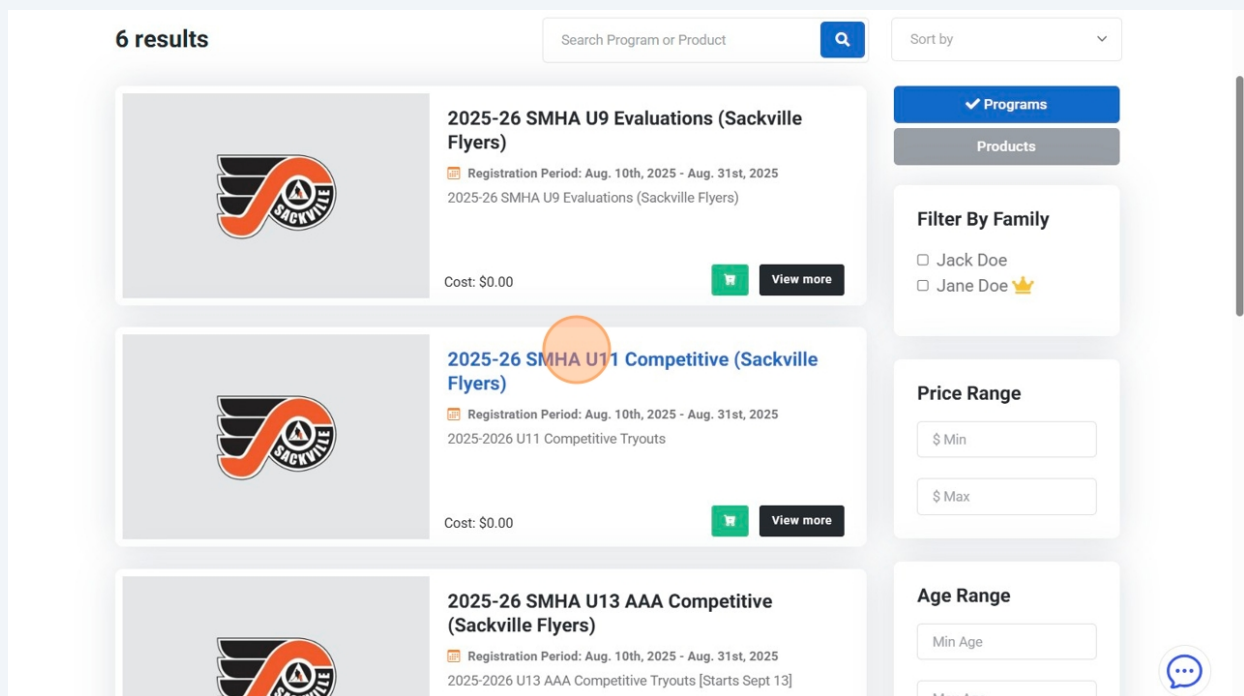 6 results
Search Program or Product
Sort by
Programs
Products
2025-26 SMHA U9 Evaluations (Sackville
Flyers)
Registration Period: Aug. 10th, 2025 - Aug. 31st, 2025
2025-26 SMHA U9 Evaluations (Sackville Flyers)
SACKVILLE
Cost: $0.00
View more
2025-26 SMHA U11 Competitive (Sackville
Flyers)
Registration Period: Aug. 10th, 2025 - Aug. 31st, 2025
2025-2026 U11 Competitive Tryouts
SACKVILLE
Cost: $0.00
View more
2025-26 SMHA U13 AAA Competitive
(Sackville Flyers)
Registration Period: Aug. 10th, 2025 - Aug. 31st, 2025
2025-2026 U13 AAA Competitive Tryouts [Starts Sept 13]
Filter By Family
Jack Doe
Jane Doe
Price Range
$ Min
$ Max
Age Range
Min Age